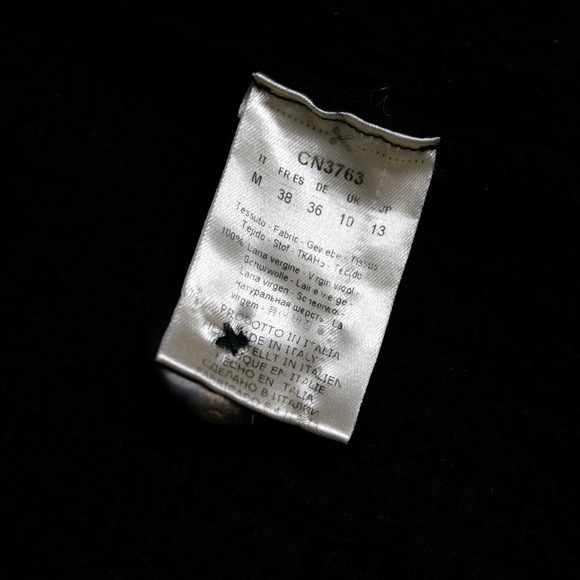 CN3763
IT FR·ES DE UK JP
M 38 36 10 13
Tessuto - Fabric - Gewebe - Tissus
Tejido - Stof - ТКАНЬ - Tecido
100% Lana vergine - Virgin wool -
Schurwolle - Laine vierge -
Lana virgen - Scheerwol -
натуральная шерсть - Lã
virgem -
PRODOTTO IN ITALIA
MADE IN ITALY
IN ITALIEN
EN ITALIE
HECHO EN ITALIA
СДЕЛАНО В ИТАЛИИ